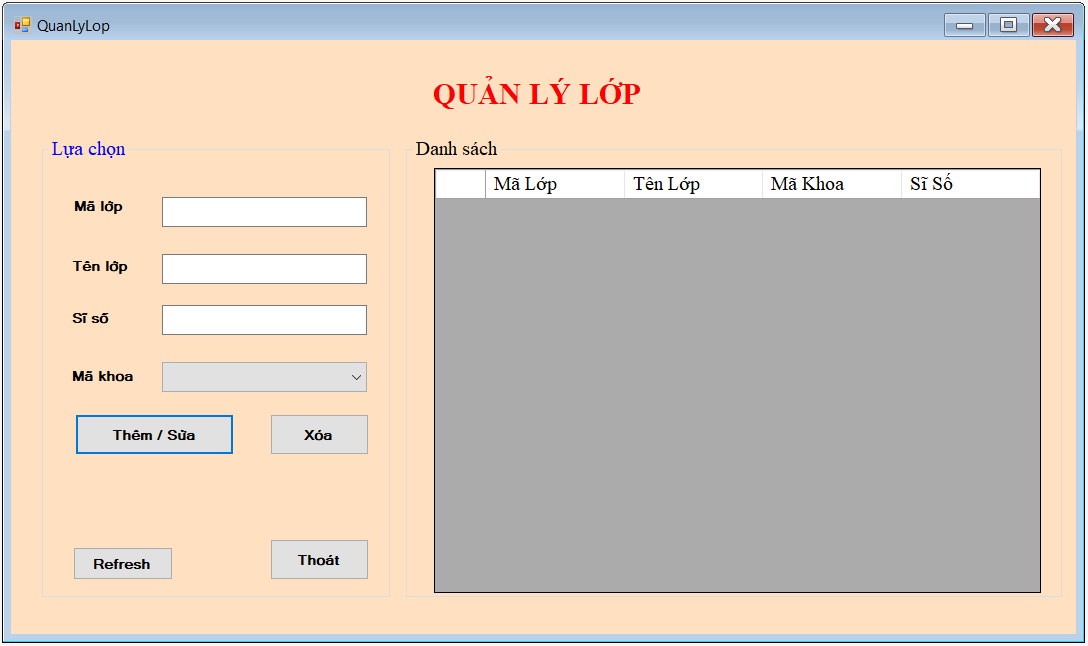 QuanLyLop
QUẢN LÝ LỚP
Lựa chọn
Mã lớp
Tên lớp
Sĩ số
Mã khoa
Thêm / Sửa
Xóa
Refresh
Thoát
Danh sách
Mã Lớp
Tên Lớp
Mã Khoa
Sĩ Số